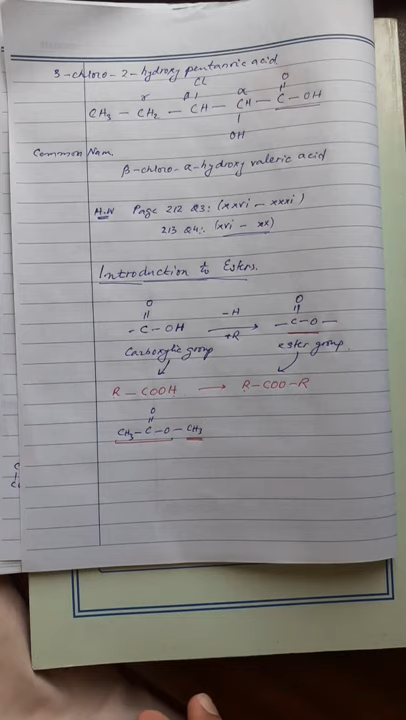 3-chloro-2-hydroxy pentanoic acid
Cl O
γ β | α ||
CH₃ – CH₂ – CH – CH – C – OH
|
OH
Common Nam.
β-chloro-α-hydroxy valeric acid
H.W Page 212 Q3: (xxvi – xxxi)
213 Q4: (xvi – xx)
Introduction to Esters.
O O
|| -H ||
- C - OH → - C - O -
+R
Carboxylic group ester group
R – COOH → R – COO – R
O
||
CH₃ – C – O – CH₃